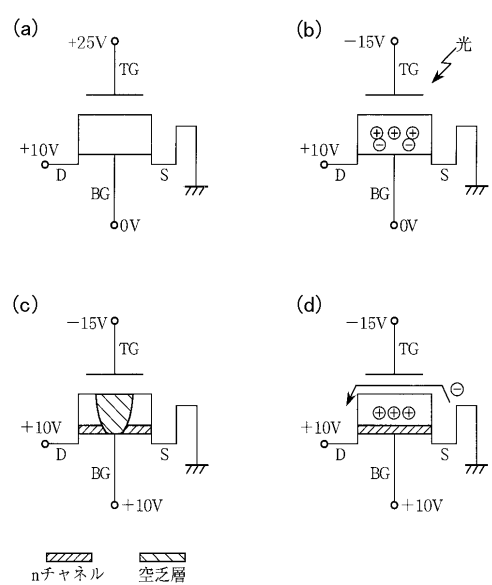 (a)
+25V
TG
+10V
D
S
BG
0V
(b)
−15V
光
TG
⊕ ⊕ ⊕
⊖ ⊖
+10V
D
S
BG
0V
(c)
−15V
TG
+10V
D
S
BG
+10V
(d)
−15V
TG
⊖
⊕⊕⊕
+10V
D
S
BG
+10V
nチャネル
空乏層